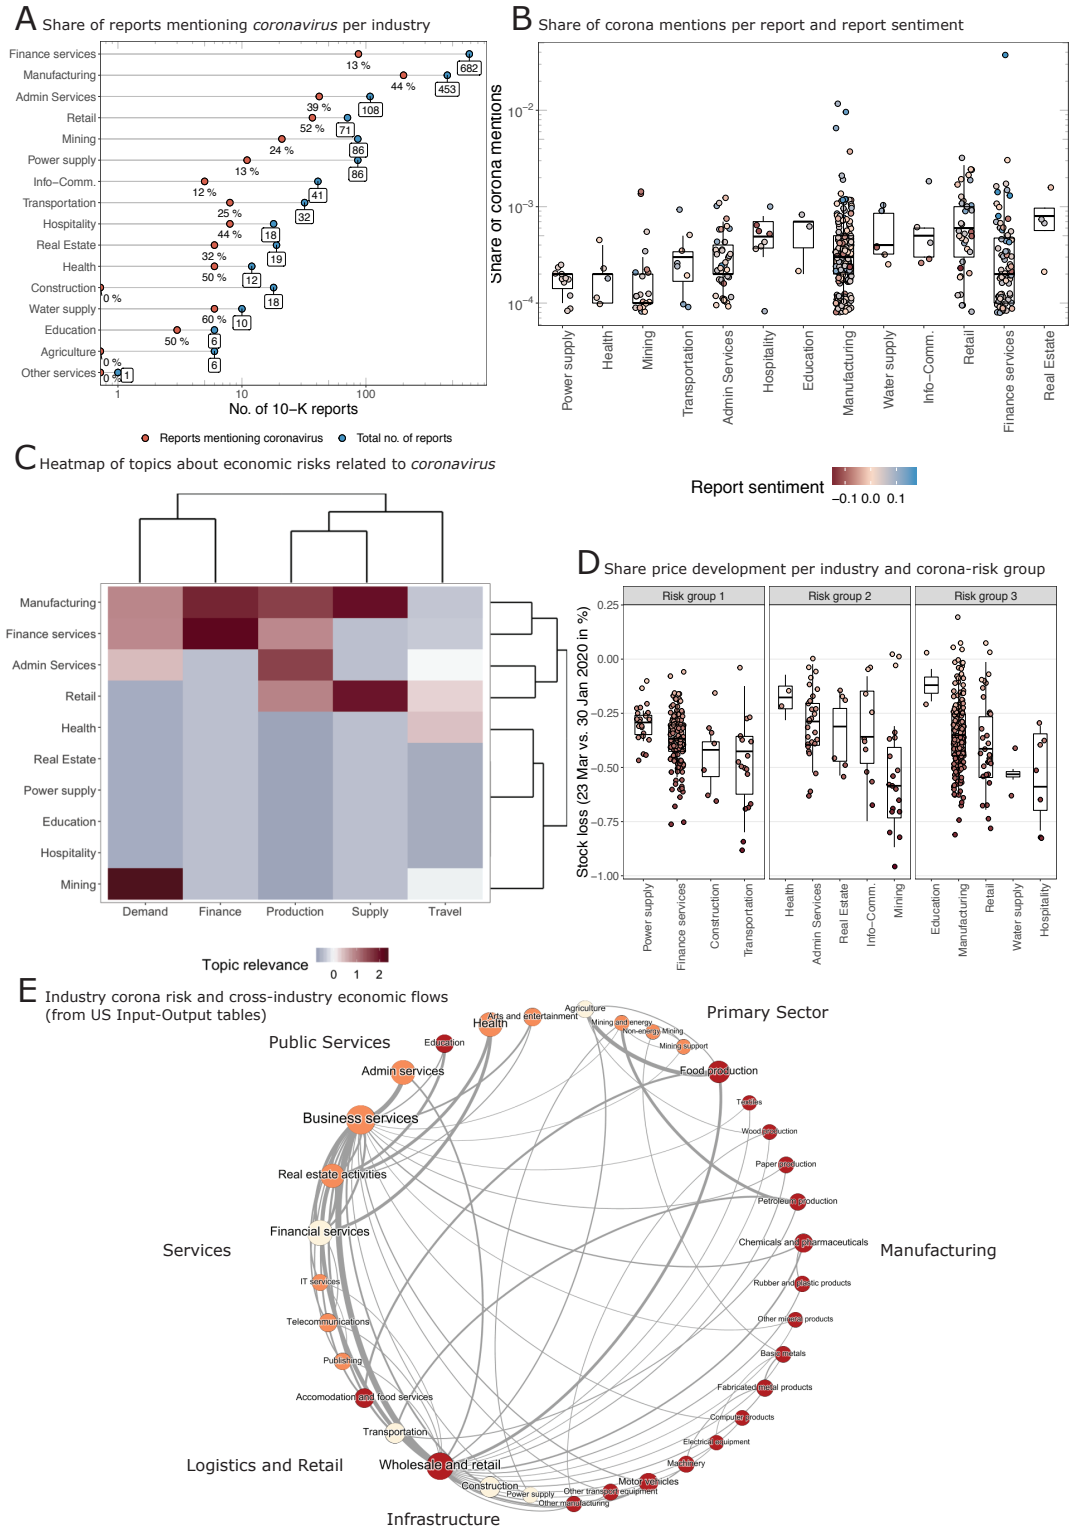 A Share of reports mentioning coronavirus per industry
Finance services
Manufacturing
Admin Services
Retail
Mining
Power supply
Info−Comm.
Transportation
Hospitality
Real Estate
Health
Construction
Water supply
Education
Agriculture
Other services
13 %
682
44 %
453
39 %
108
52 %
71
24 %
86
13 %
86
12 %
41
25 %
32
44 %
18
32 %
19
50 %
12
0 %
18
60 %
10
50 %
6
0 %
6
0 %
1
1
10
100
No. of 10−K reports
Reports mentioning coronavirus
Total no. of reports
B Share of corona mentions per report and report sentiment
Share of corona mentions
10−2
10−3
10−4
Power supply
Health
Mining
Transportation
Admin Services
Hospitality
Education
Manufacturing
Water supply
Info−Comm.
Retail
Finance services
Real Estate
Report sentiment
−0.1 0.0 0.1
C Heatmap of topics about economic risks related to coronavirus
Manufacturing
Finance services
Admin Services
Retail
Health
Real Estate
Power supply
Education
Hospitality
Mining
Demand
Finance
Production
Supply
Travel
Topic relevance
0 1 2
D Share price development per industry and corona-risk group
Risk group 1
Risk group 2
Risk group 3
Stock loss (23 Mar vs. 30 Jan 2020 in %)
0.25
0.00
−0.25
−0.50
−0.75
−1.00
Power supply
Finance services
Construction
Transportation
Health
Admin Services
Real Estate
Info−Comm.
Mining
Education
Manufacturing
Retail
Water supply
Hospitality
E Industry corona risk and cross-industry economic flows
(from US Input-Output tables)
Primary Sector
Public Services
Services
Manufacturing
Logistics and Retail
Infrastructure
Agriculture
Mining and energy
Non-energy Mining
Mining support
Food production
Textiles
Wood production
Paper production
Petroleum production
Chemicals and pharmaceuticals
Rubber and plastic products
Other mineral products
Basic metals
Fabricated metal products
Computer products
Electrical equipment
Machinery
Motor vehicles
Other transport equipment
Other manufacturing
Power supply
Construction
Wholesale and retail
Transportation
Accomodation and food services
Publishing
Telecommunications
IT services
Financial services
Real estate activities
Business services
Admin services
Education
Health
Arts and entertainment